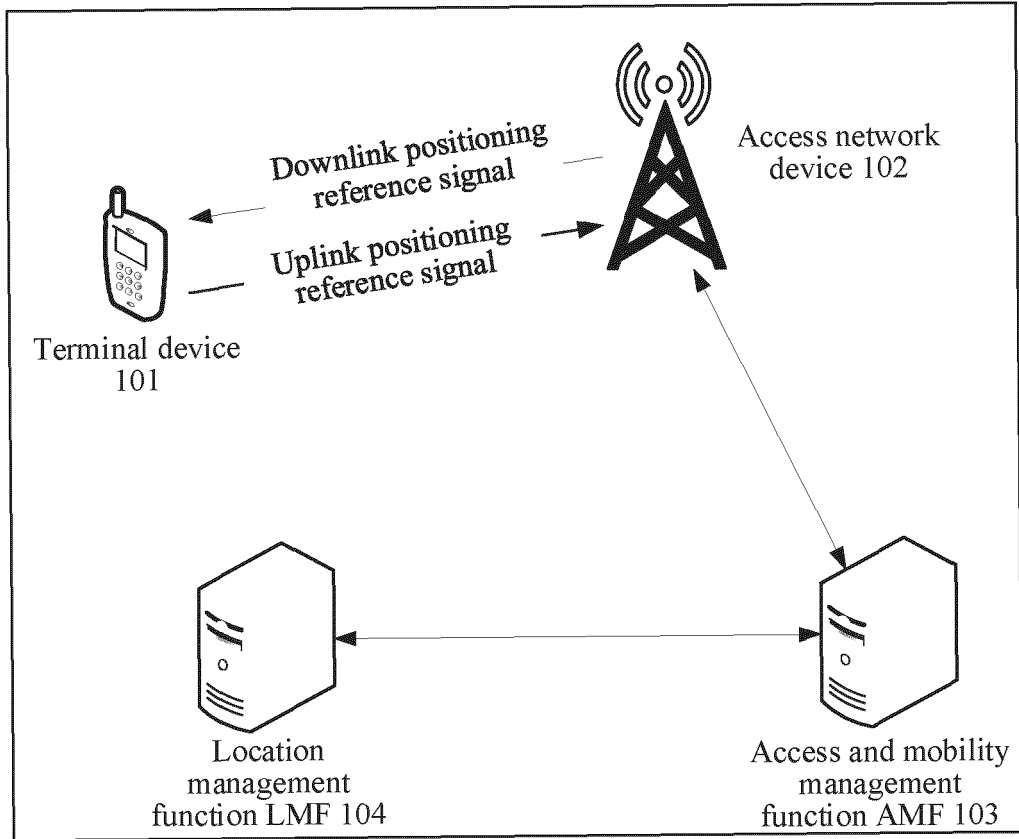 Downlink positioning
reference signal
Access network
device 102
Uplink positioning
reference signal
Terminal device
101
Location
management
function LMF 104
Access and mobility
management
function AMF 103